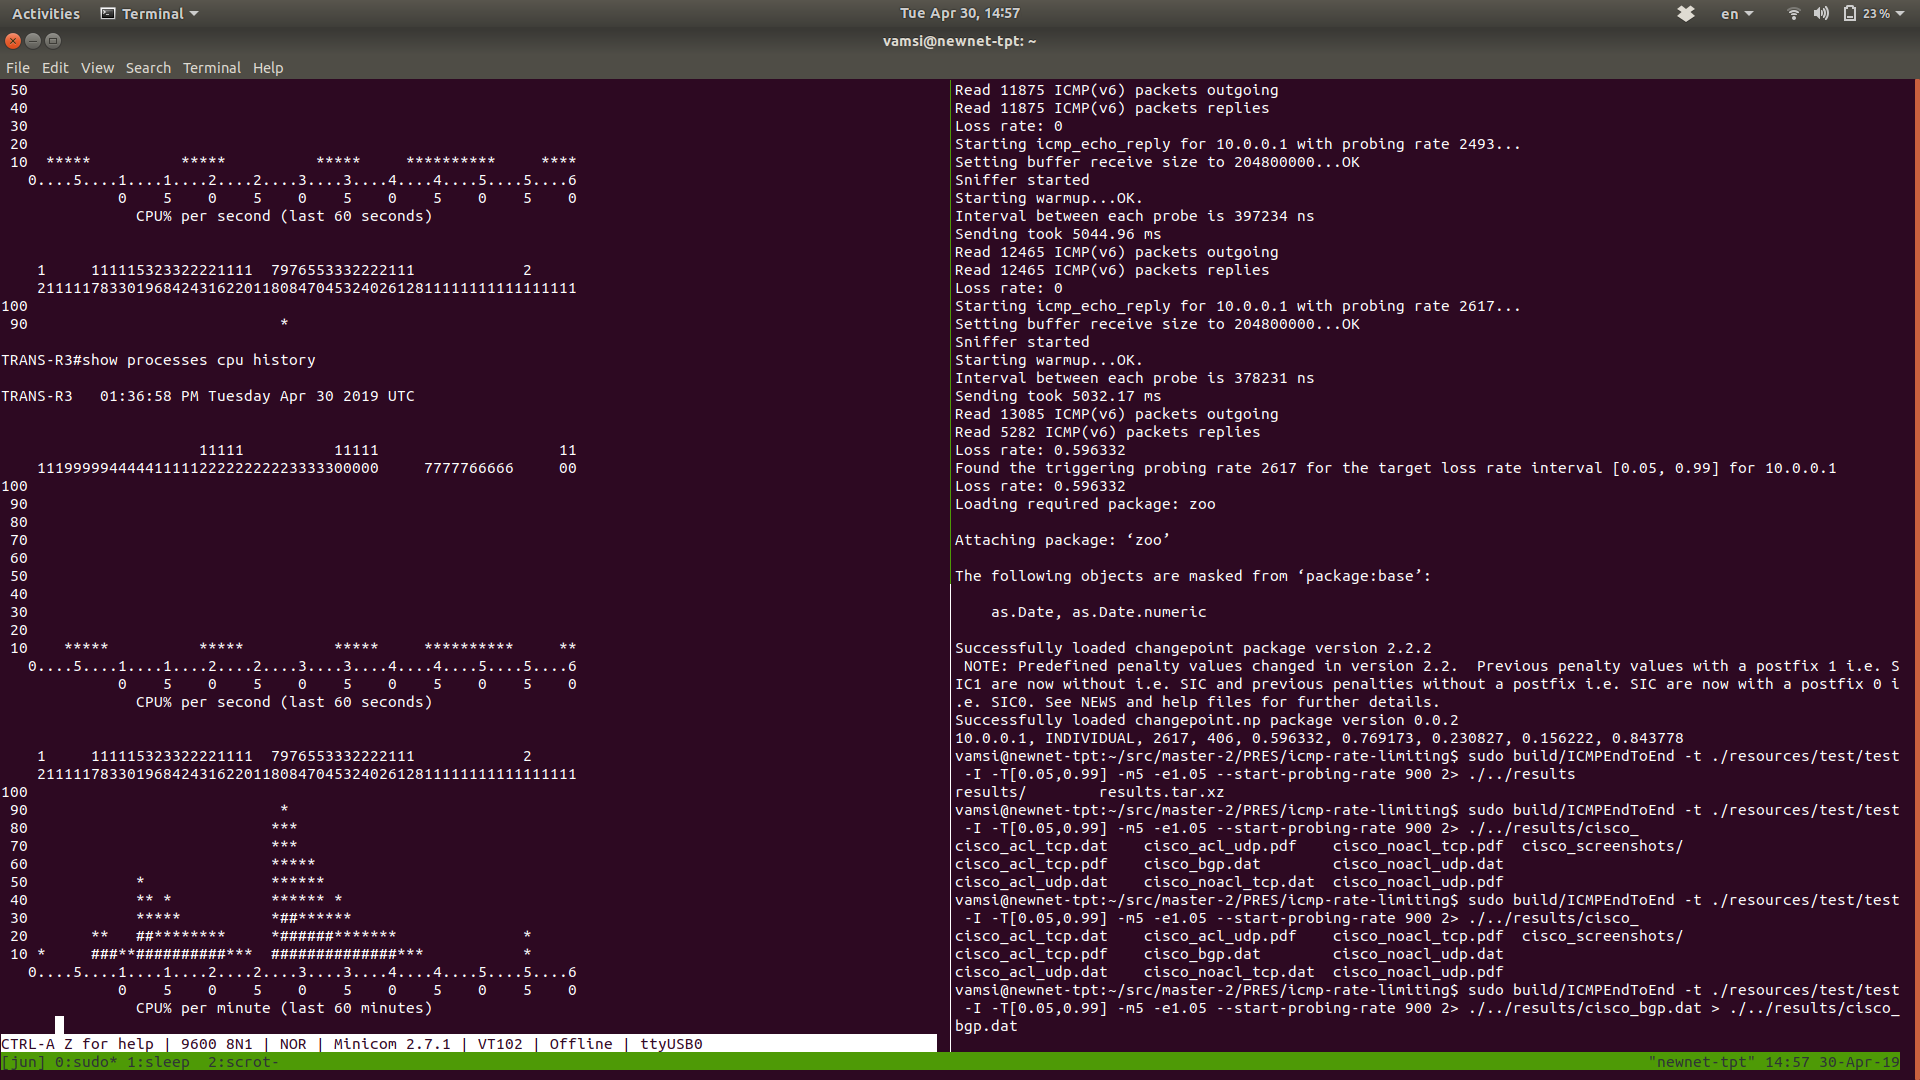 Activities Terminal Tue Apr 30, 14:57 en 23 %
vamsi@newnet-tpt: ~
File Edit View Search Terminal Help
 50
 40
 30
 20
 10  *****          *****          *****     **********     ****
   0....5....1....1....2....2....3....3....4....4....5....5....6
             0    5    0    5    0    5    0    5    0    5    0
               CPU% per second (last 60 seconds)
    1     111115323322221111  7976553332222111            2
    211111783301968424316220118084704532402612811111111111111111
100
 90                            *
TRANS-R3#show processes cpu history
TRANS-R3   01:36:58 PM Tuesday Apr 30 2019 UTC
                      11111          11111                    11
    11199999444441111122222222223333300000     7777766666     00
100
 90
 80
 70
 60
 50
 40
 30
 20
 10    *****          *****          *****     **********     **
   0....5....1....1....2....2....3....3....4....4....5....5....6
             0    5    0    5    0    5    0    5    0    5    0
               CPU% per second (last 60 seconds)
    1     111115323322221111  7976553332222111            2
    211111783301968424316220118084704532402612811111111111111111
100
 90                            *
 80                           ***
 70                           ***
 60                           *****
 50            *              ******
 40            ** *           ****** *
 30            *****          *##******
 20       **   ##********     *######*******              *
 10 *     ###**##########***  ##############***           *
   0....5....1....1....2....2....3....3....4....4....5....5....6
             0    5    0    5    0    5    0    5    0    5    0
               CPU% per minute (last 60 minutes)
CTRL-A Z for help | 9600 8N1 | NOR | Minicom 2.7.1 | VT102 | Offline | ttyUSB0
Read 11875 ICMP(v6) packets outgoing
Read 11875 ICMP(v6) packets replies
Loss rate: 0
Starting icmp_echo_reply for 10.0.0.1 with probing rate 2493...
Setting buffer receive size to 204800000...OK
Sniffer started
Starting warmup...OK.
Interval between each probe is 397234 ns
Sending took 5044.96 ms
Read 12465 ICMP(v6) packets outgoing
Read 12465 ICMP(v6) packets replies
Loss rate: 0
Starting icmp_echo_reply for 10.0.0.1 with probing rate 2617...
Setting buffer receive size to 204800000...OK
Sniffer started
Starting warmup...OK.
Interval between each probe is 378231 ns
Sending took 5032.17 ms
Read 13085 ICMP(v6) packets outgoing
Read 5282 ICMP(v6) packets replies
Loss rate: 0.596332
Found the triggering probing rate 2617 for the target loss rate interval [0.05, 0.99] for 10.0.0.1
Loss rate: 0.596332
Loading required package: zoo
Attaching package: ‘zoo’
The following objects are masked from ‘package:base’:
    as.Date, as.Date.numeric
Successfully loaded changepoint package version 2.2.2
 NOTE: Predefined penalty values changed in version 2.2.  Previous penalty values with a postfix 1 i.e. S
IC1 are now without i.e. SIC and previous penalties without a postfix i.e. SIC are now with a postfix 0 i
.e. SIC0. See NEWS and help files for further details.
Successfully loaded changepoint.np package version 0.0.2
10.0.0.1, INDIVIDUAL, 2617, 406, 0.596332, 0.769173, 0.230827, 0.156222, 0.843778
vamsi@newnet-tpt:~/src/master-2/PRES/icmp-rate-limiting$ sudo build/ICMPEndToEnd -t ./resources/test/test
 -I -T[0.05,0.99] -m5 -e1.05 --start-probing-rate 900 2> ./../results
results/        results.tar.xz
vamsi@newnet-tpt:~/src/master-2/PRES/icmp-rate-limiting$ sudo build/ICMPEndToEnd -t ./resources/test/test
 -I -T[0.05,0.99] -m5 -e1.05 --start-probing-rate 900 2> ./../results/cisco_
cisco_acl_tcp.dat    cisco_acl_udp.pdf    cisco_noacl_tcp.pdf  cisco_screenshots/
cisco_acl_tcp.pdf    cisco_bgp.dat        cisco_noacl_udp.dat
cisco_acl_udp.dat    cisco_noacl_tcp.dat  cisco_noacl_udp.pdf
vamsi@newnet-tpt:~/src/master-2/PRES/icmp-rate-limiting$ sudo build/ICMPEndToEnd -t ./resources/test/test
 -I -T[0.05,0.99] -m5 -e1.05 --start-probing-rate 900 2> ./../results/cisco_
cisco_acl_tcp.dat    cisco_acl_udp.pdf    cisco_noacl_tcp.pdf  cisco_screenshots/
cisco_acl_tcp.pdf    cisco_bgp.dat        cisco_noacl_udp.dat
cisco_acl_udp.dat    cisco_noacl_tcp.dat  cisco_noacl_udp.pdf
vamsi@newnet-tpt:~/src/master-2/PRES/icmp-rate-limiting$ sudo build/ICMPEndToEnd -t ./resources/test/test
 -I -T[0.05,0.99] -m5 -e1.05 --start-probing-rate 900 2> ./../results/cisco_bgp.dat > ./../results/cisco_
bgp.dat
[jun] 0:sudo* 1:sleep  2:scrot- "newnet-tpt" 14:57 30-Apr-19